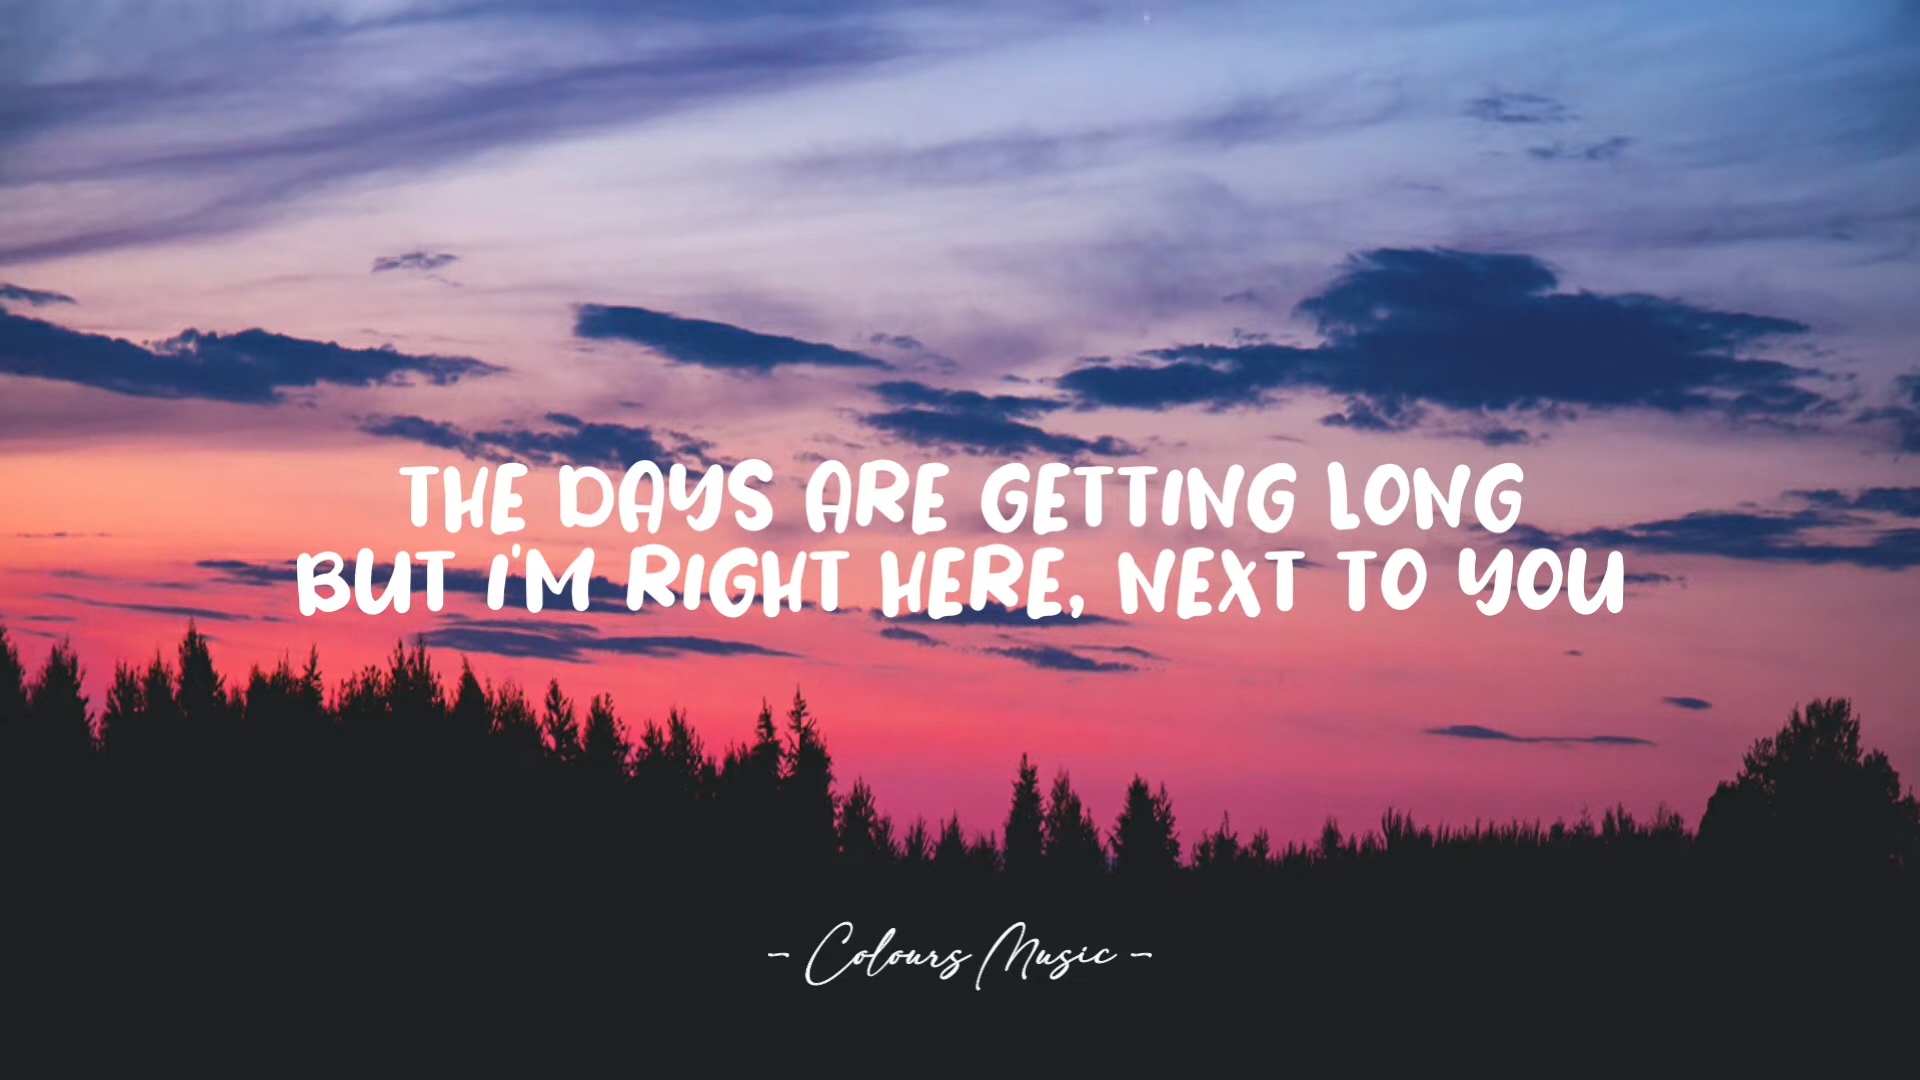 THE DAYS ARE GETTING LONG
BUT I'M RIGHT HERE, NEXT TO YOU
- Colours Music -